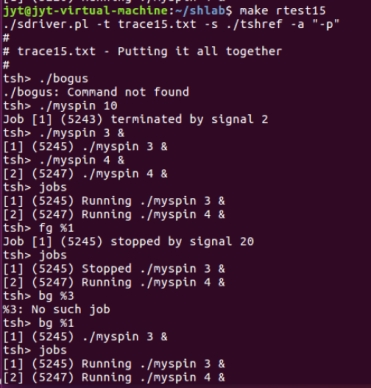 jyt@jyt-virtual-machine:~/shlab$ make rtest15
./sdriver.pl -t trace15.txt -s ./tshref -a "-p"
#
# trace15.txt - Putting it all together
#
tsh> ./bogus
./bogus: Command not found
tsh> ./myspin 10
Job [1] (5243) terminated by signal 2
tsh> ./myspin 3 &
[1] (5245) ./myspin 3 &
tsh> ./myspin 4 &
[2] (5247) ./myspin 4 &
tsh> jobs
[1] (5245) Running ./myspin 3 &
[2] (5247) Running ./myspin 4 &
tsh> fg %1
Job [1] (5245) stopped by signal 20
tsh> jobs
[1] (5245) Stopped ./myspin 3 &
[2] (5247) Running ./myspin 4 &
tsh> bg %3
%3: No such job
tsh> bg %1
[1] (5245) ./myspin 3 &
tsh> jobs
[1] (5245) Running ./myspin 3 &
[2] (5247) Running ./myspin 4 &